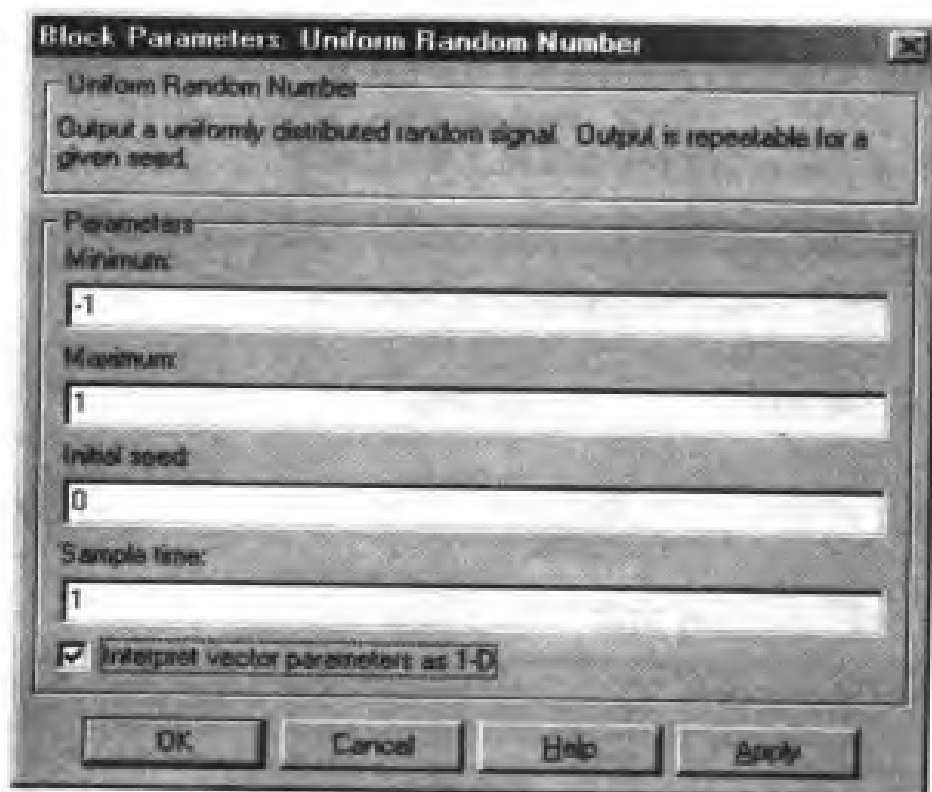 Block Parameters: Uniform Random Number
Uniform Random Number
Output a uniformly distributed random signal. Output is repeatable for a
given seed.
Parameters
Minimum:
-1
Maximum:
1
Initial seed:
0
Sample time:
1
Interpret vector parameters as 1-D
OK
Cancel
Help
Apply